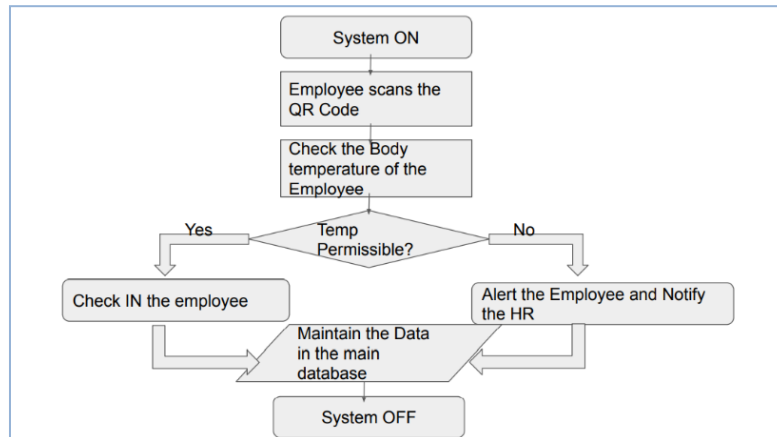 System ON
Employee scans the
QR Code
Check the Body
temperature of the
Employee
Temp
Permissible?
Yes
No
Check IN the employee
Alert the Employee and Notify
the HR
Maintain the Data
in the main
database
System OFF